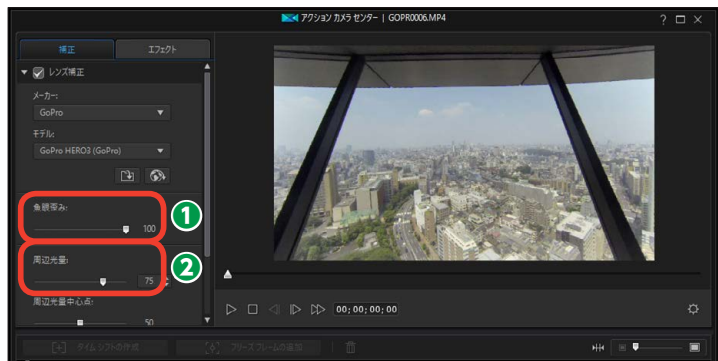 アクション カメラ センター | GOPR0006.MP4
補正 エフェクト
レンズ補正
メーカー:
GoPro
モデル:
GoPro HERO3 (GoPro)
魚眼歪み:
100
1
周辺光量:
75
2
周辺光量中心点:
50
00;00;00;00
[+] タイム シフトの作成 フリーズ フレームの追加